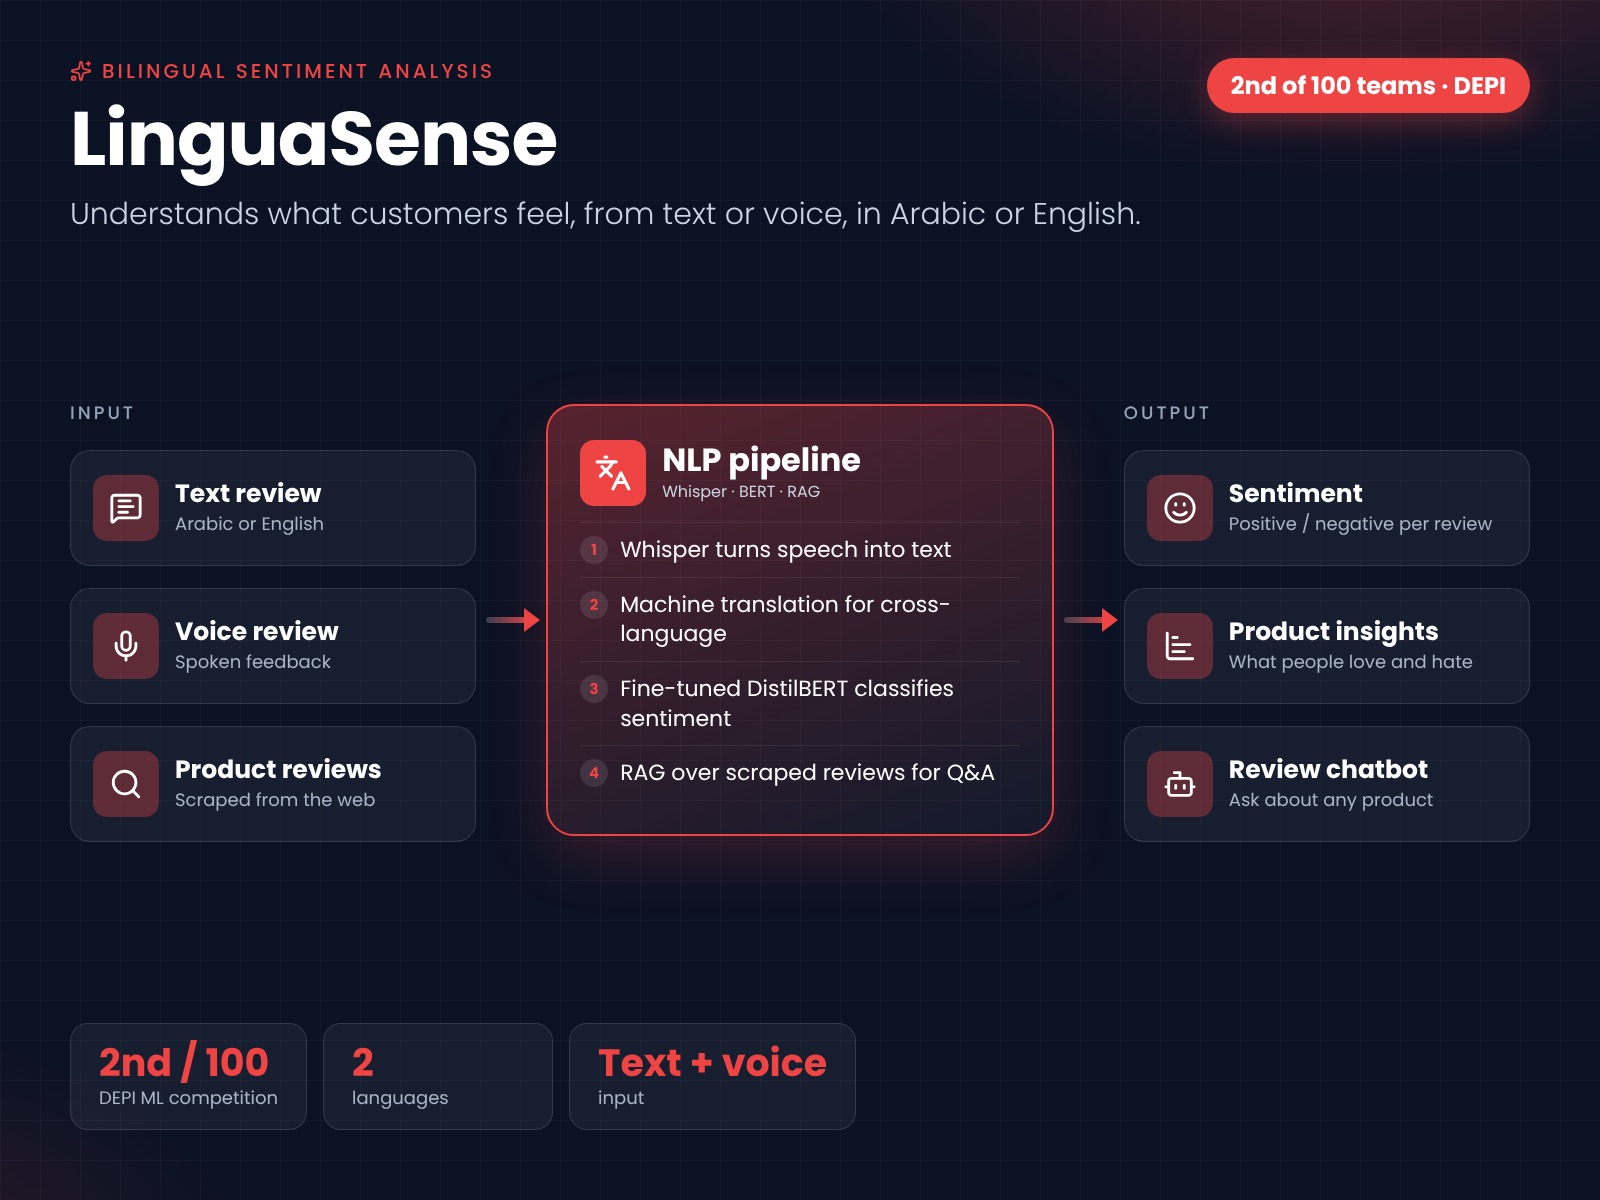 BILINGUAL SENTIMENT ANALYSIS
2nd of 100 teams · DEPI
LinguaSense
Understands what customers feel, from text or voice, in Arabic or English.
INPUT
Text review
Arabic or English
Voice review
Spoken feedback
Product reviews
Scraped from the web
NLP pipeline
Whisper · BERT · RAG
1 Whisper turns speech into text
2 Machine translation for cross-
language
3 Fine-tuned DistilBERT classifies
sentiment
4 RAG over scraped reviews for Q&A
OUTPUT
Sentiment
Positive / negative per review
Product insights
What people love and hate
Review chatbot
Ask about any product
2nd / 100
DEPI ML competition
2
languages
Text + voice
input